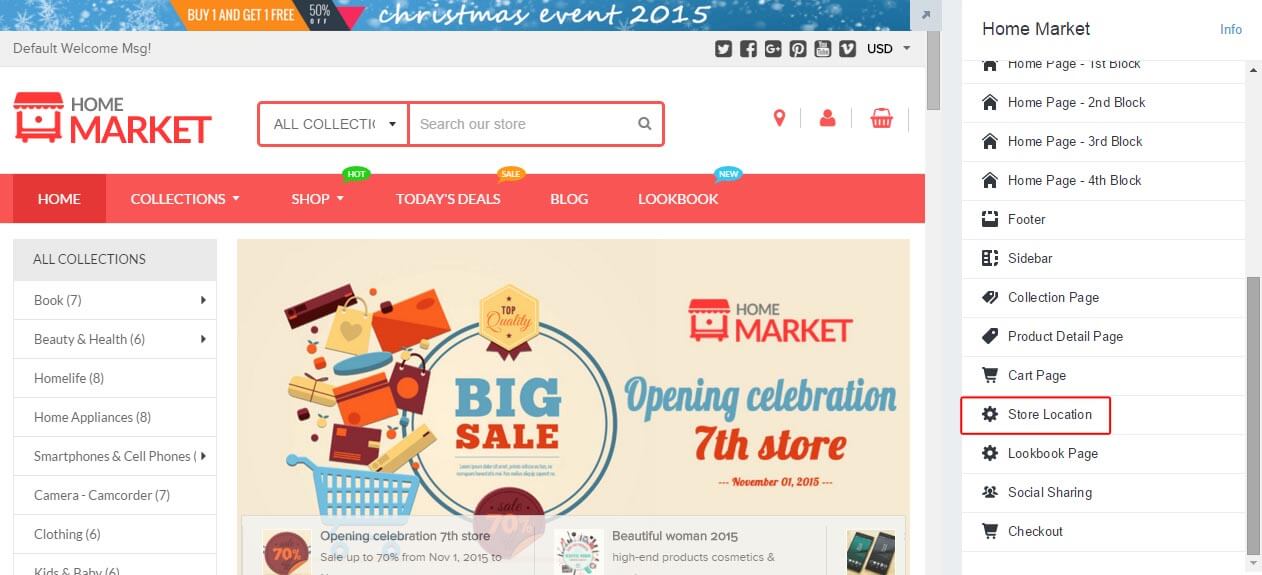 BUY 1 AND GET 1 FREE
50%
OFF
christmas event 2015
Default Welcome Msg!
USD
HOME
MARKET
ALL COLLECTIO
Search our store
HOT
SALE
NEW
HOME
COLLECTIONS
SHOP
TODAY'S DEALS
BLOG
LOOKBOOK
ALL COLLECTIONS
Book (7)
Beauty & Health (6)
Homelife (8)
Home Appliances (8)
Smartphones & Cell Phones (
Camera - Camcorder (7)
Clothing (6)
Kids & Baby (6)
TOP
Quality
BIG
SALE
HOME
MARKET
Opening celebration
7th store
--- November 01, 2015 ---
sale
70%
70%
Opening celebration 7th store
Sale up to 70% from Nov 1, 2015 to
Beautiful woman 2015
high-end products cosmetics &
Home Market
Info
Home Page - 1st Block
Home Page - 2nd Block
Home Page - 3rd Block
Home Page - 4th Block
Footer
Sidebar
Collection Page
Product Detail Page
Cart Page
Store Location
Lookbook Page
Social Sharing
Checkout